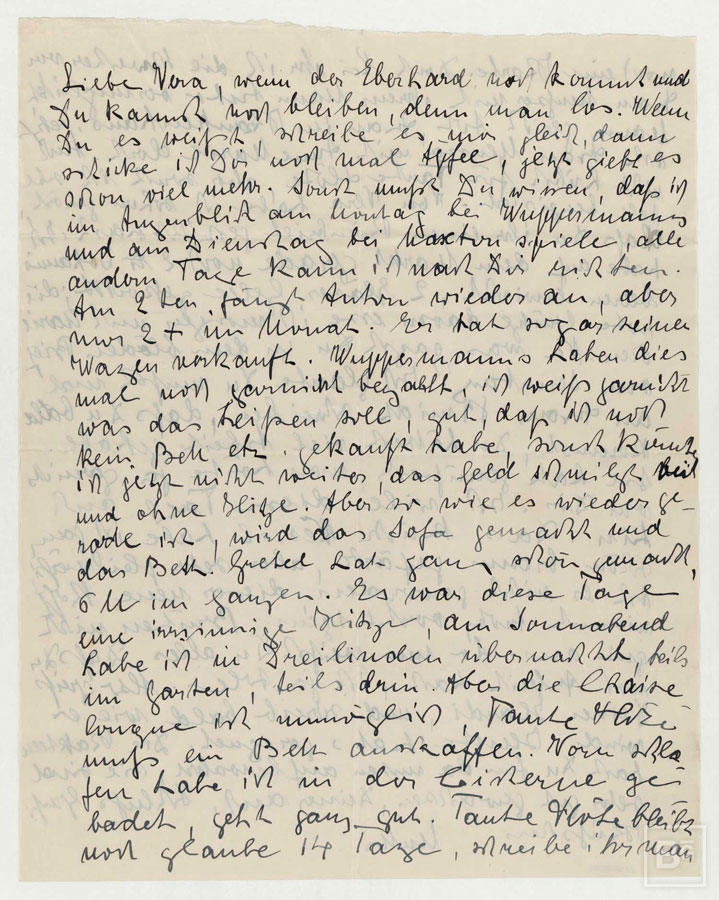 Liebe Vera, wenn der Eberhard noch kommt und
Du kannst noch bleiben, denn man los. Wenn
Du es weißt, schreibe es mir gleich, dann
schicke ich Dir noch mal Äpfel, jetzt giebt es
schon viel mehr. Sonst mußt Du wissen, daß ich
im Augenblick am Montag bei Wuppermanns
und am Dienstag bei spiele, alle
andern Tage kann ich nach Dir richten.
Am 2ten fängt Anton wieder an, aber
nur 2 + im Monat. Er hat sogar seinen
Wagen verkauft. Wuppermanns haben dies
mal noch garnicht bezahlt, ich weiß garnicht
was das heißen soll, gut, daß ich noch
kein Bett etc. gekauft habe, sonst könnte
ich jetzt nicht weiter, das Geld schmilzt mit
und ohne Hitze. Aber so wie es wieder ge-
rade ist, wird das Sofa gemacht und
das Bett. Gretel hat ganz schön gemacht,
6 M im ganzen. Es war diese Tage
eine irrsinnige Hitze, am Sonnabend
habe ich in Dreilinden übernachtet, teils
im Garten, teils drin. Aber die Chaise
longue ist unmöglich, Tante
muß ein Bett anschaffen. Vorm schla
fen habe ich in der Cisterne ge
badet, geht ganz gut. Tante bleibt
noch glaube 14 Tage, schreibe ihr man